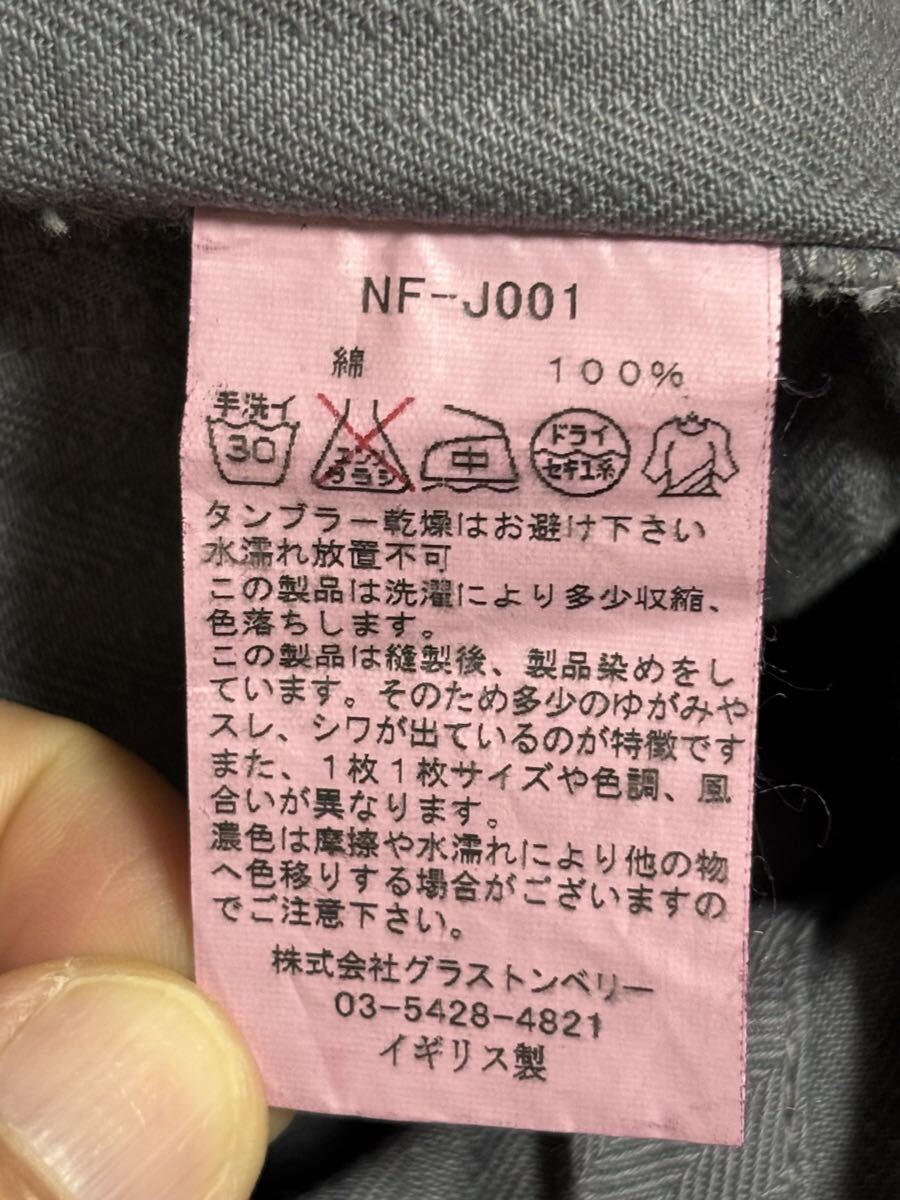 NF-J001
綿 100%
手洗イ
30
エンソ
サラシ
中
ドライ
セキユ系
タンブラー乾燥はお避け下さい
水濡れ放置不可
この製品は洗濯により多少収縮、
色落ちします。
この製品は縫製後、製品染めをし
ています。そのため多少のゆがみや
スレ、シワが出ているのが特徴です
また、1枚1枚サイズや色調、風
合いが異なります。
濃色は摩擦や水濡れにより他の物
へ色移りする場合がございますの
でご注意下さい。
株式会社グラストンベリー
03-5428-4821
イギリス製